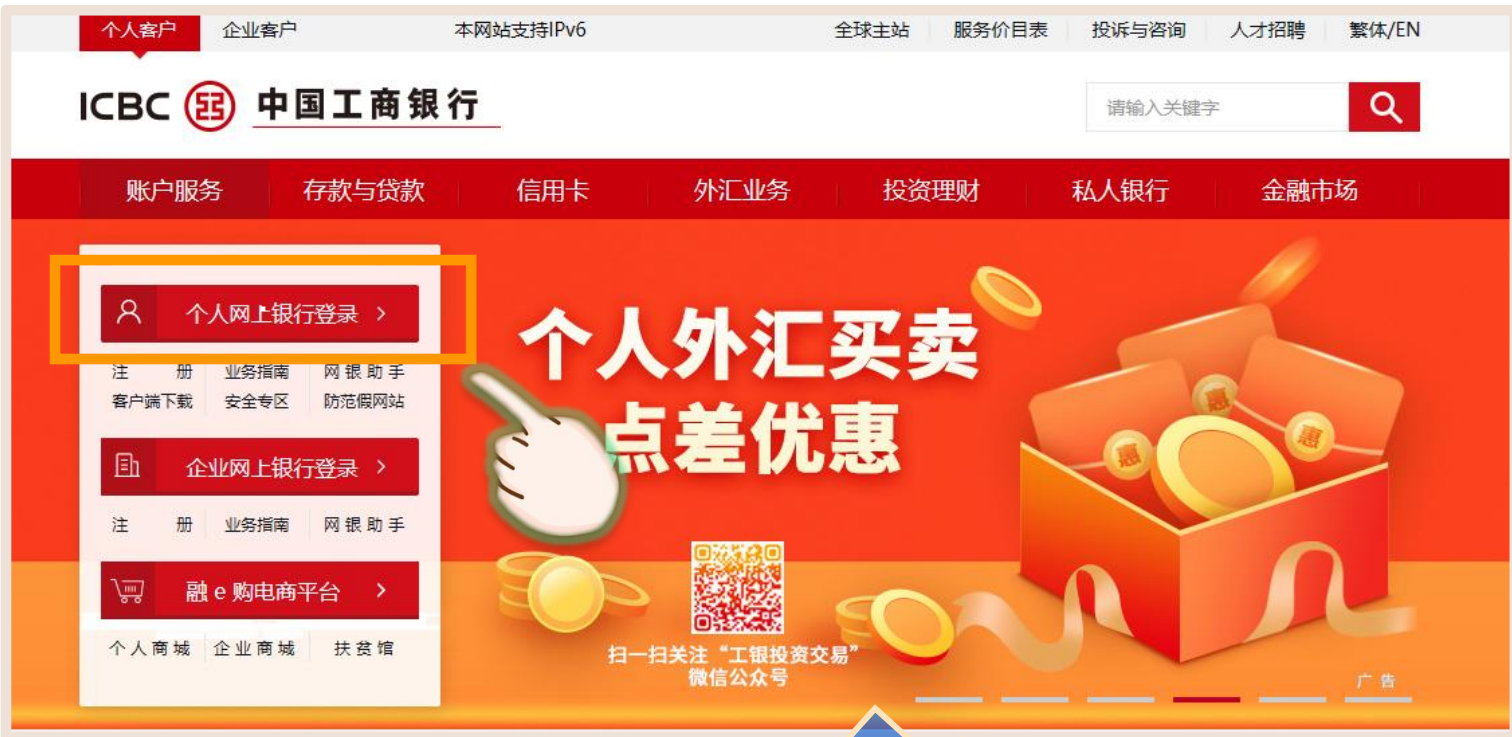 个人客户 企业客户 本网站支持IPv6 全球主站 服务价目表 投诉与咨询 人才招聘 繁体/EN
ICBC 中国工商银行 请输入关键字
账户服务 存款与贷款 信用卡 外汇业务 投资理财 私人银行 金融市场
个人网上银行登录
注册 业务指南 网银助手
客户端下载 安全专区 防范假网站
企业网上银行登录
注册 业务指南 网银助手
融e购电商平台
个人商城 企业商城 扶贫馆
个人外汇买卖
点差优惠
惠
惠
惠
扫一扫关注“工银投资交易”
微信公众号
广告